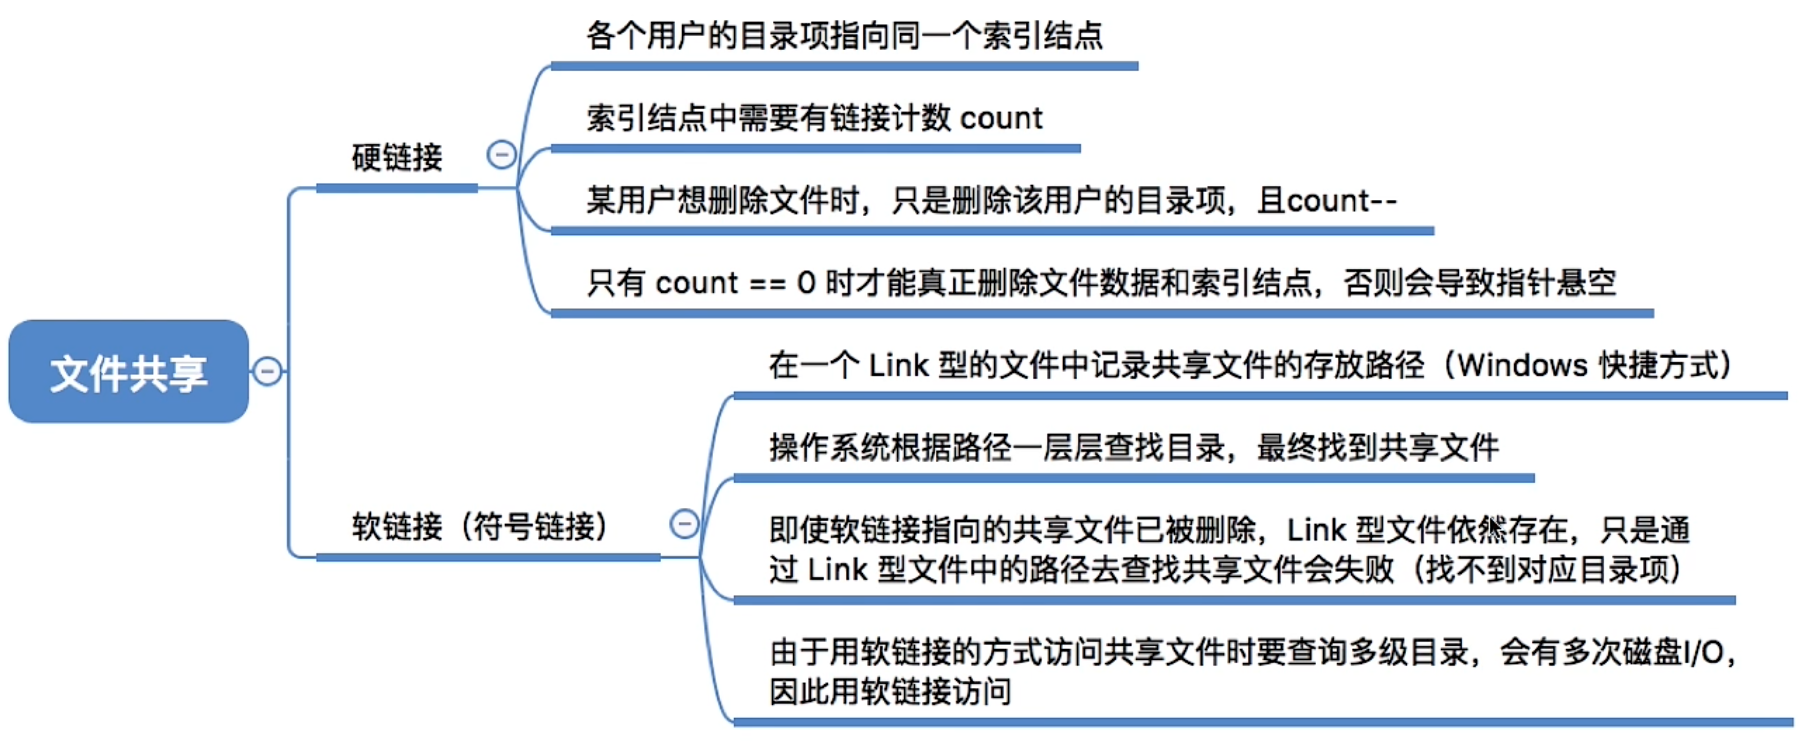 各个用户的目录项指向同一个索引结点
索引结点中需要有链接计数 count
硬链接
某用户想删除文件时，只是删除该用户的目录项，且count--
只有 count == 0 时才能真正删除文件数据和索引结点，否则会导致指针悬空
文件共享
在一个 Link 型的文件中记录共享文件的存放路径（Windows 快捷方式）
操作系统根据路径一层层查找目录，最终找到共享文件
软链接（符号链接）
即使软链接指向的共享文件已被删除，Link 型文件依然存在，只是通
过 Link 型文件中的路径去查找共享文件会失败（找不到对应目录项）
由于用软链接的方式访问共享文件时要查询多级目录，会有多次磁盘I/O，
因此用软链接访问